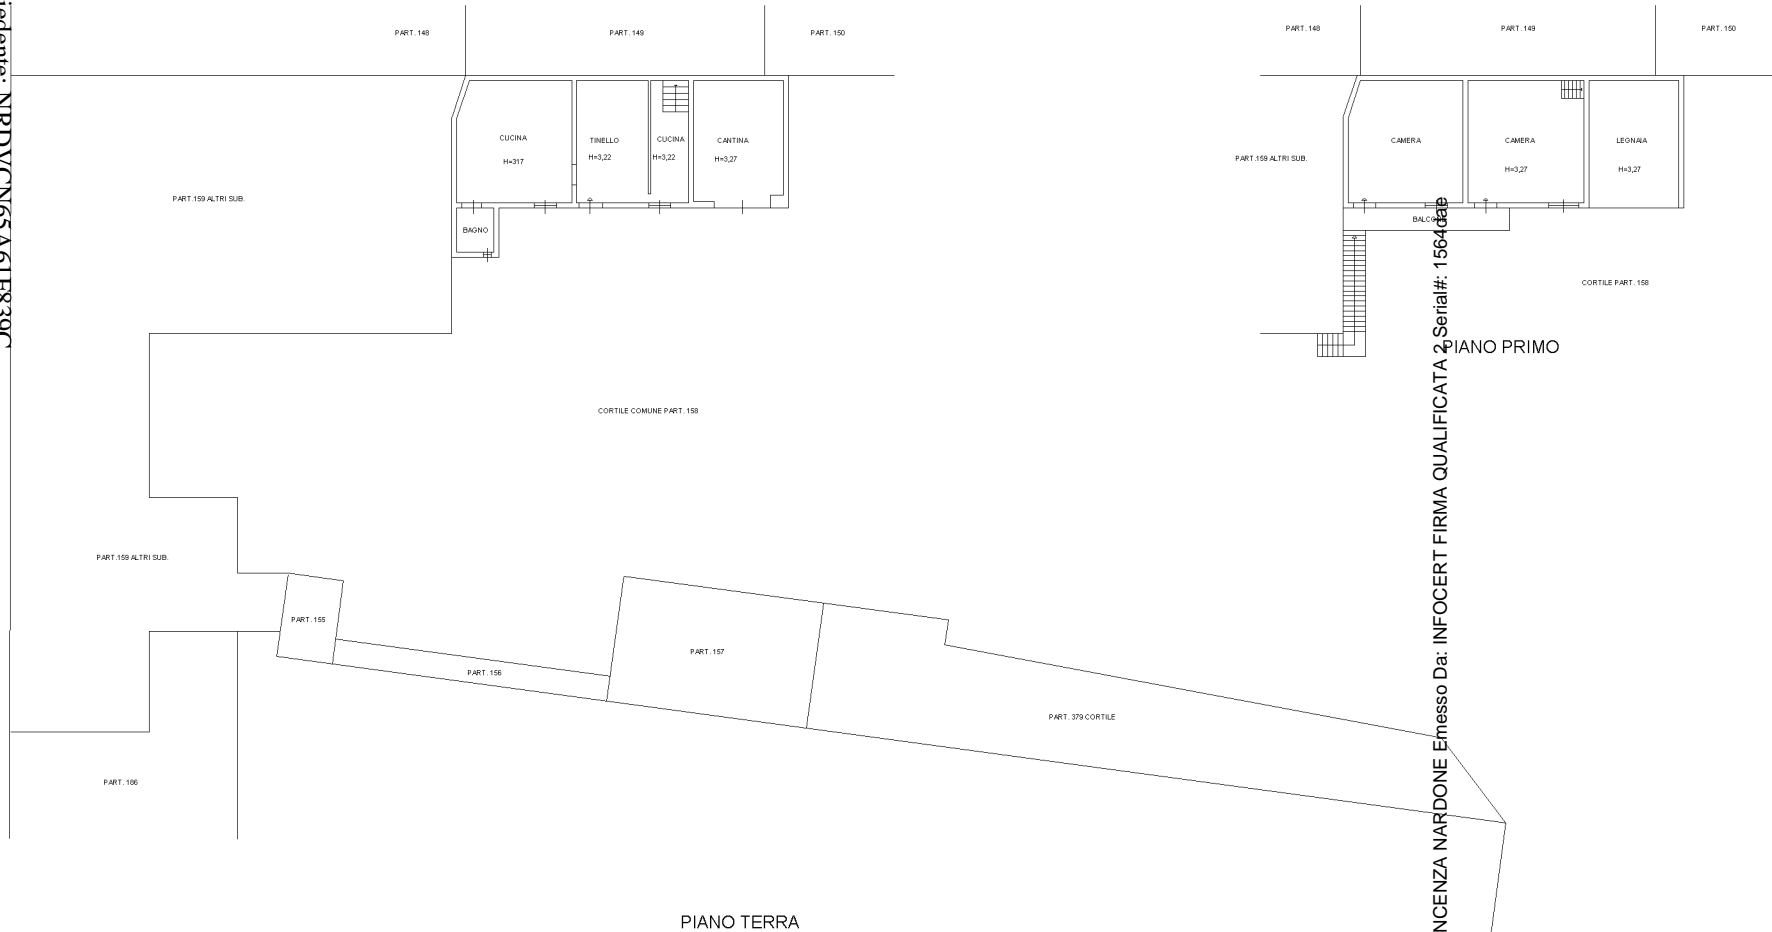 PART. 148
PART. 149
PART. 150
CUCINA
H=317
TINELLO
H=3,22
CUCINA
H=3,22
CANTINA
H=3,27
BAGNO
PART.159 ALTRI SUB.
CORTILE COMUNE PART. 158
PART.159 ALTRI SUB.
PART. 155
PART. 156
PART. 157
PART. 379 CORTILE
PART. 186
PIANO TERRA
PART. 148
PART. 149
PART. 150
PART.159 ALTRI SUB.
CAMERA
CAMERA
H=3,27
LEGNAIA
H=3,27
CORTILE PART. 158
PIANO PRIMO
NCENZA NARDONE Emesso Da: INFOCERT FIRMA QUALIFICATA 2 Serial#: 1564dae